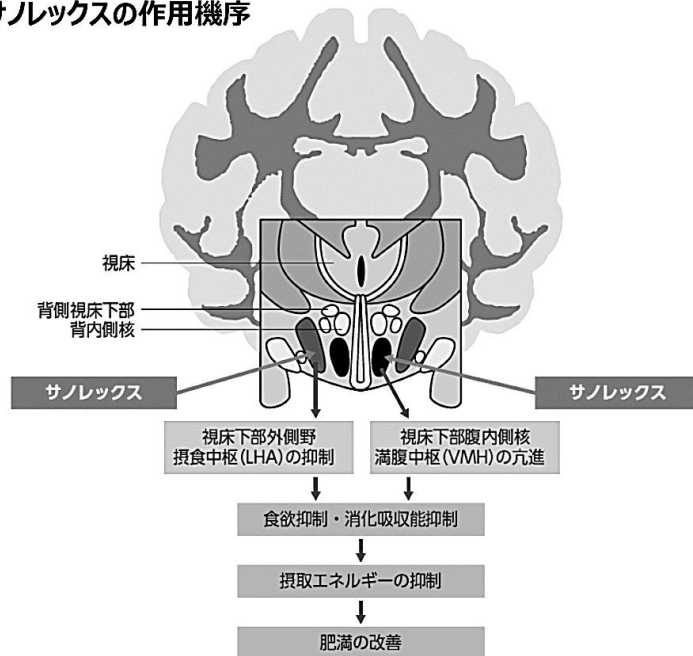 サノレックスの作用機序
視床
背側視床下部
背内側核
サノレックス
サノレックス
視床下部外側野
摂食中枢(LHA)の抑制
視床下部腹内側核
満腹中枢(VMH)の亢進
食欲抑制・消化吸収能抑制
摂取エネルギーの抑制
肥満の改善